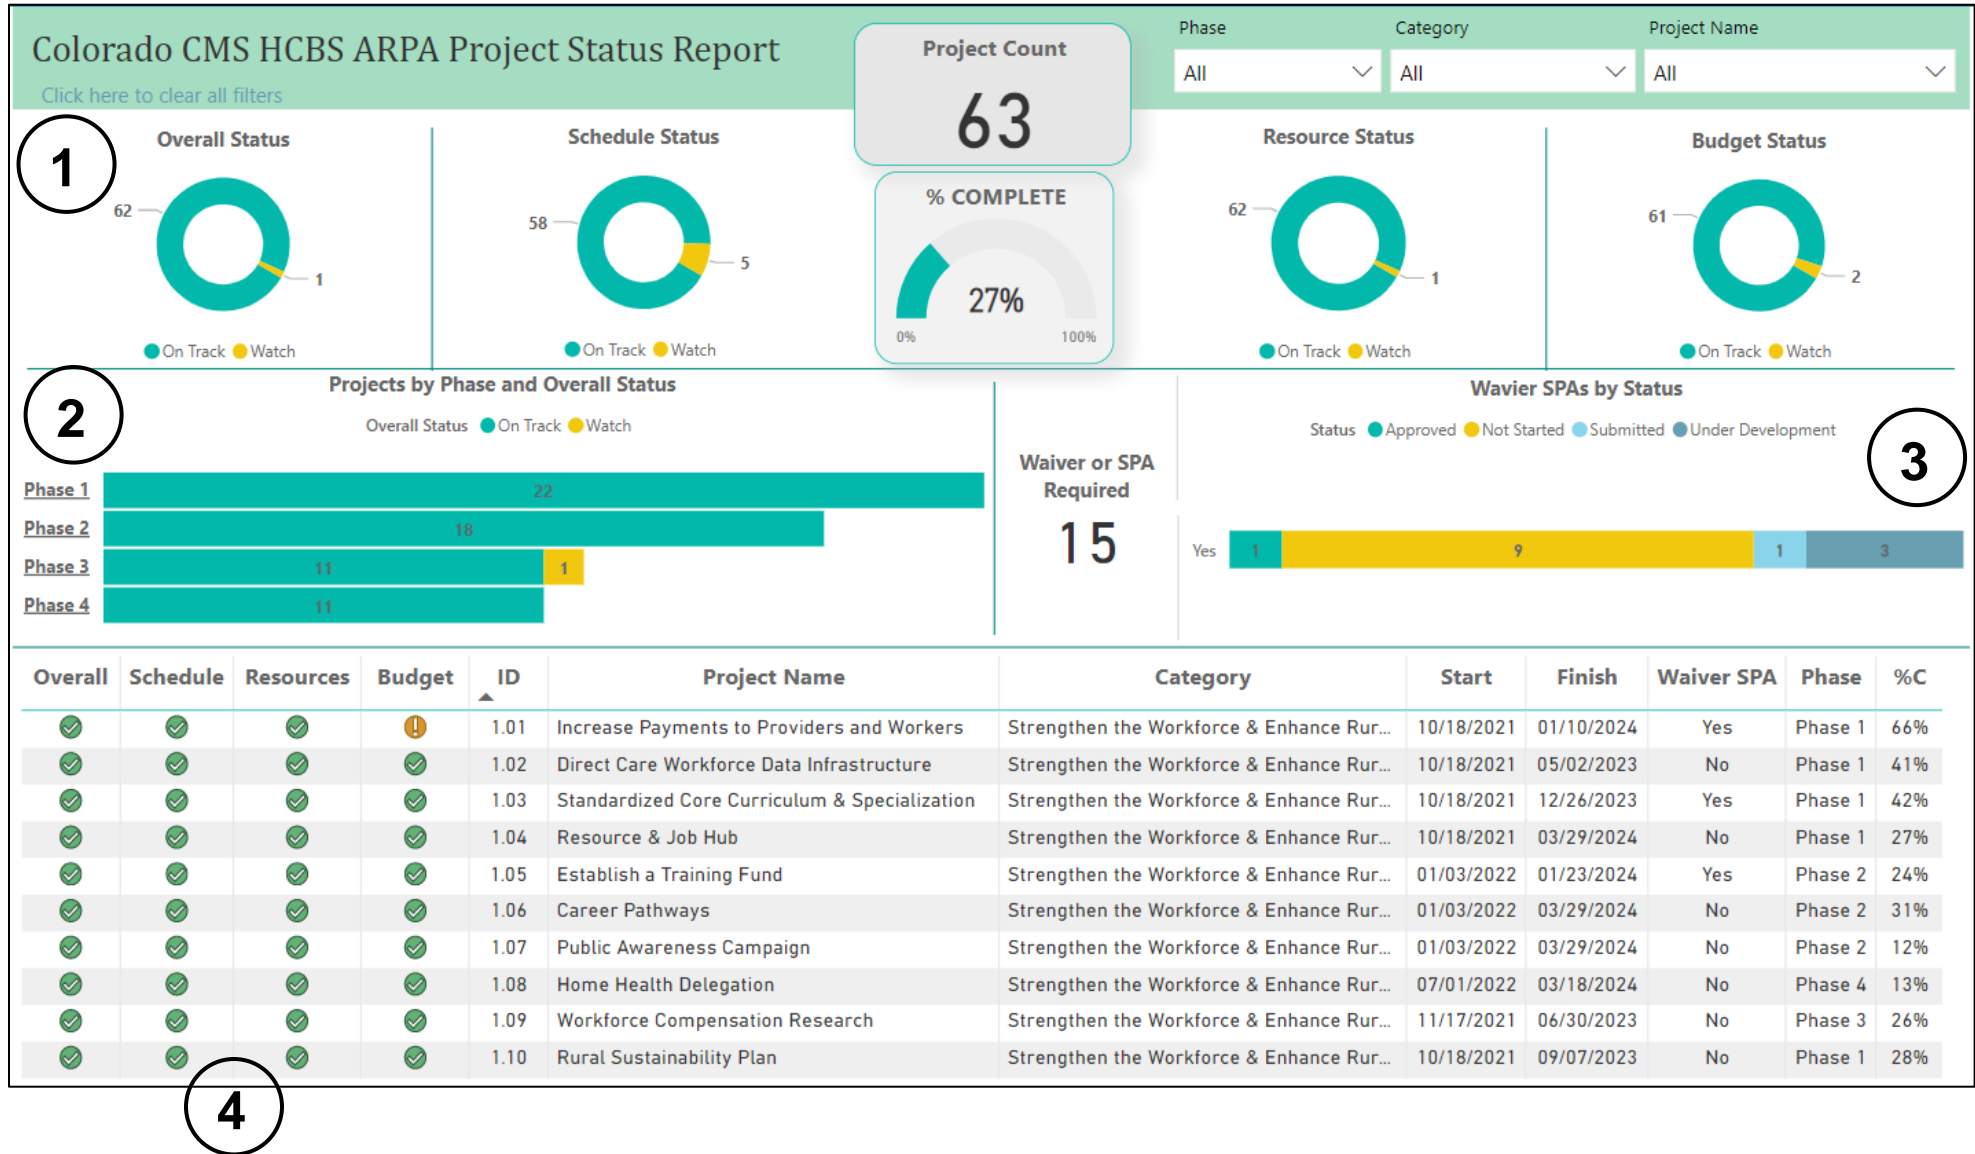 Colorado CMS HCBS ARPA Project Status Report
Click here to clear all filters
Project Count
63
Phase
All
Category
All
Project Name
All
1
Overall Status
62
1
On Track Watch
Schedule Status
58
5
On Track Watch
% COMPLETE
27%
0% 100%
Resource Status
62
1
On Track Watch
Budget Status
61
2
On Track Watch
2
Projects by Phase and Overall Status
Overall Status On Track Watch
Phase 1 22
Phase 2 18
Phase 3 11 1
Phase 4 11
Waiver or SPA
Required
15
Wavier SPAs by Status
Status Approved Not Started Submitted Under Development
3
Yes 1 9 1 3
Overall Schedule Resources Budget ID Project Name Category Start Finish Waiver SPA Phase %C
1.01 Increase Payments to Providers and Workers Strengthen the Workforce & Enhance Rur... 10/18/2021 01/10/2024 Yes Phase 1 66%
1.02 Direct Care Workforce Data Infrastructure Strengthen the Workforce & Enhance Rur... 10/18/2021 05/02/2023 No Phase 1 41%
1.03 Standardized Core Curriculum & Specialization Strengthen the Workforce & Enhance Rur... 10/18/2021 12/26/2023 Yes Phase 1 42%
1.04 Resource & Job Hub Strengthen the Workforce & Enhance Rur... 10/18/2021 03/29/2024 No Phase 1 27%
1.05 Establish a Training Fund Strengthen the Workforce & Enhance Rur... 01/03/2022 01/23/2024 Yes Phase 2 24%
1.06 Career Pathways Strengthen the Workforce & Enhance Rur... 01/03/2022 03/29/2024 No Phase 2 31%
1.07 Public Awareness Campaign Strengthen the Workforce & Enhance Rur... 01/03/2022 03/29/2024 No Phase 2 12%
1.08 Home Health Delegation Strengthen the Workforce & Enhance Rur... 07/01/2022 03/18/2024 No Phase 4 13%
1.09 Workforce Compensation Research Strengthen the Workforce & Enhance Rur... 11/17/2021 06/30/2023 No Phase 3 26%
1.10 Rural Sustainability Plan Strengthen the Workforce & Enhance Rur... 10/18/2021 09/07/2023 No Phase 1 28%
4